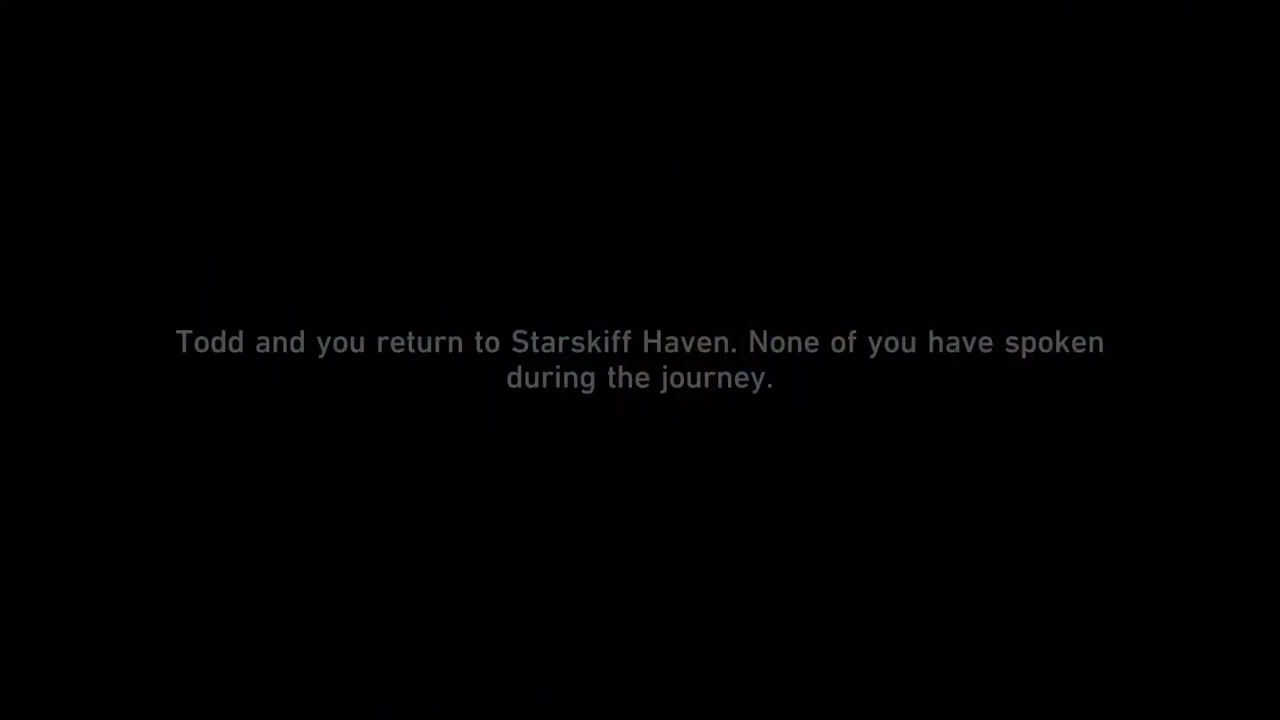 Todd and you return to Starskiff Haven. None of you have spoken
during the journey.